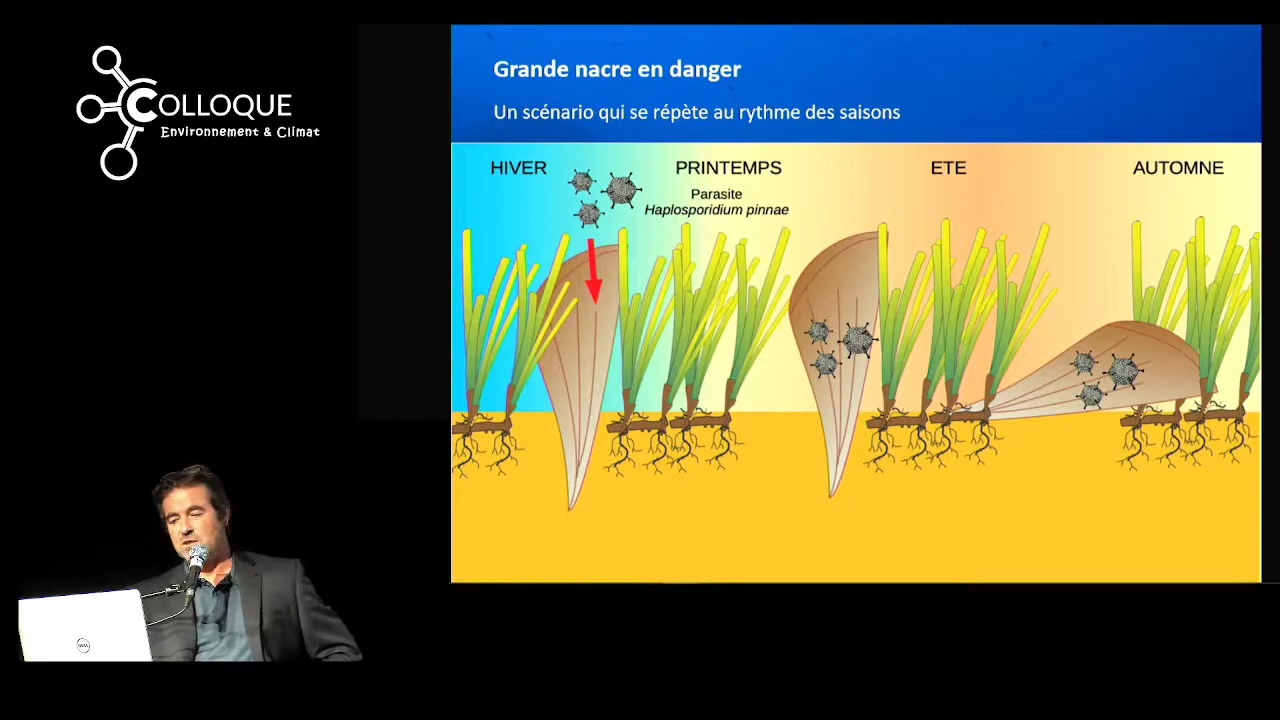 COLLOQUE
Environnement & Climat
Grande nacre en danger
Un scénario qui se répète au rythme des saisons
HIVER
PRINTEMPS
ETE
AUTOMNE
Parasite
Haplosporidium pinnae